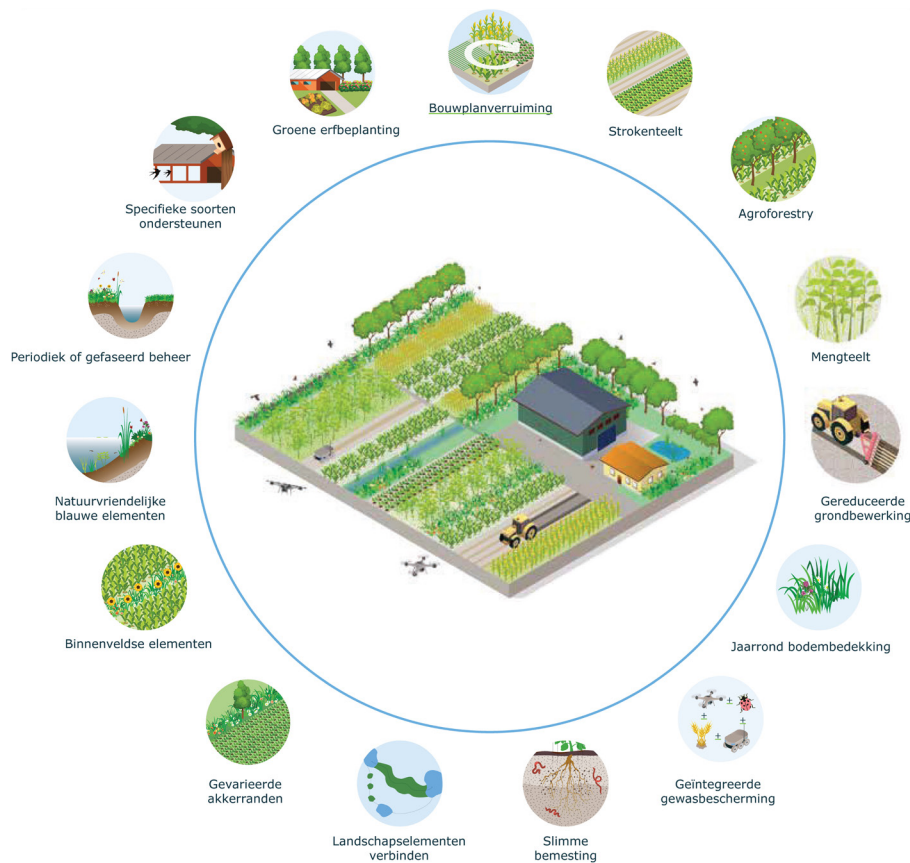 Bouwplanverruiming
Strokenteelt
Agroforestry
Mengteelt
Gereduceerde
grondbewerking
Jaarrond bodembedekking
Geïntegreerde
gewasbescherming
Slimme
bemesting
Landschapselementen
verbinden
Gevarieerde
akkerranden
Binnenveldse elementen
Natuurvriendelijke
blauwe elementen
Periodiek of gefaseerd beheer
Specifieke soorten
ondersteunen
Groene erfbeplanting